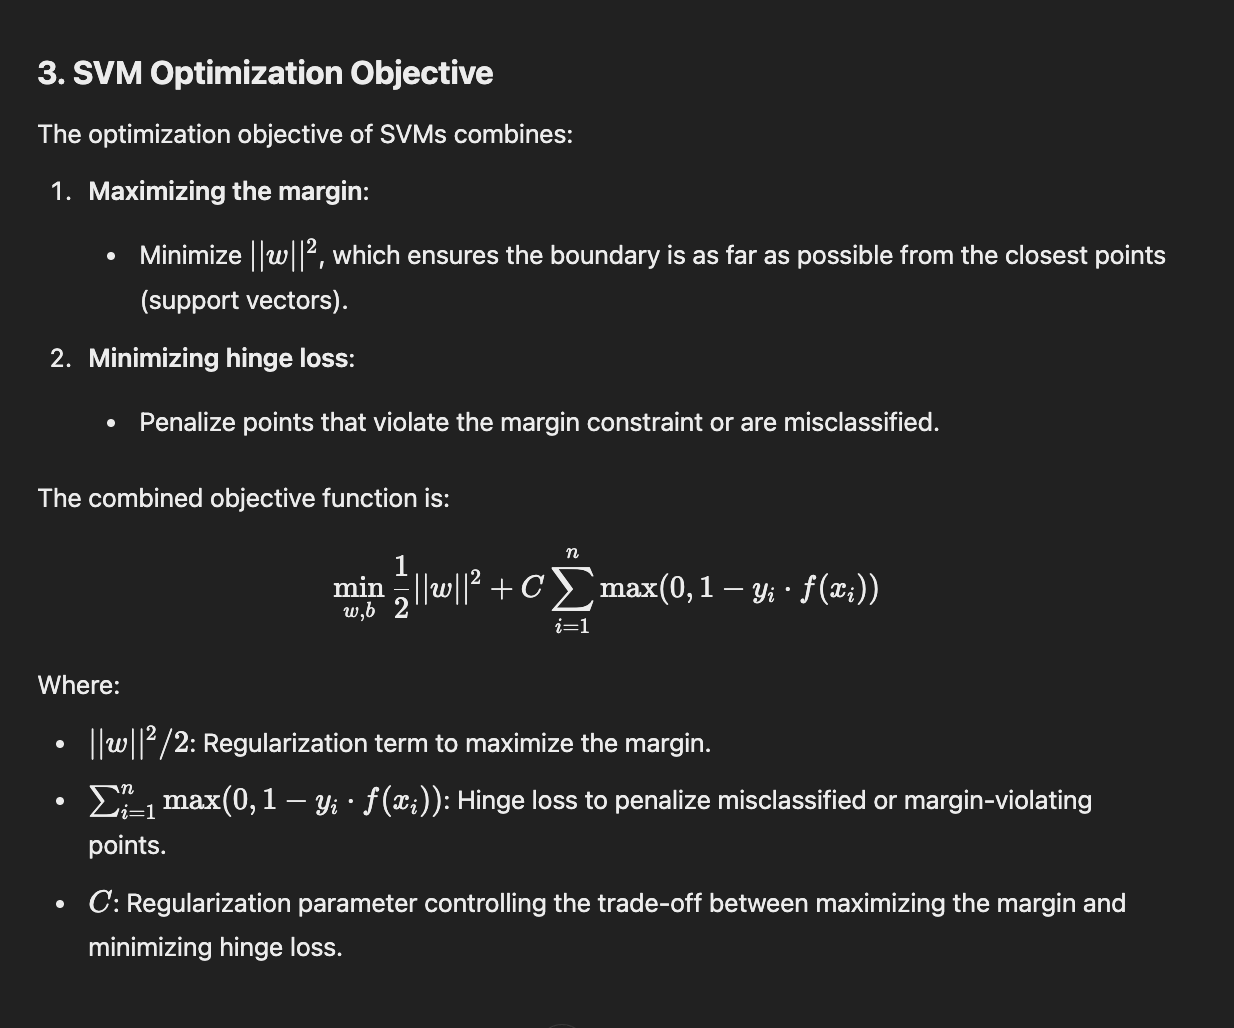 3. SVM Optimization Objective
The optimization objective of SVMs combines:
1. Maximizing the margin:
• Minimize ||w||², which ensures the boundary is as far as possible from the closest points
(support vectors).
2. Minimizing hinge loss:
• Penalize points that violate the margin constraint or are misclassified.
The combined objective function is:
\min_{w,b} \frac{1}{2}||w||^2 + C \sum_{i=1}^{n} \max(0, 1 - y_i \cdot f(x_i))
Where:
• ||w||²/2: Regularization term to maximize the margin.
• \sum_{i=1}^{n} \max(0, 1 - y_i \cdot f(x_i)): Hinge loss to penalize misclassified or margin-violating
points.
• C: Regularization parameter controlling the trade-off between maximizing the margin and
minimizing hinge loss.